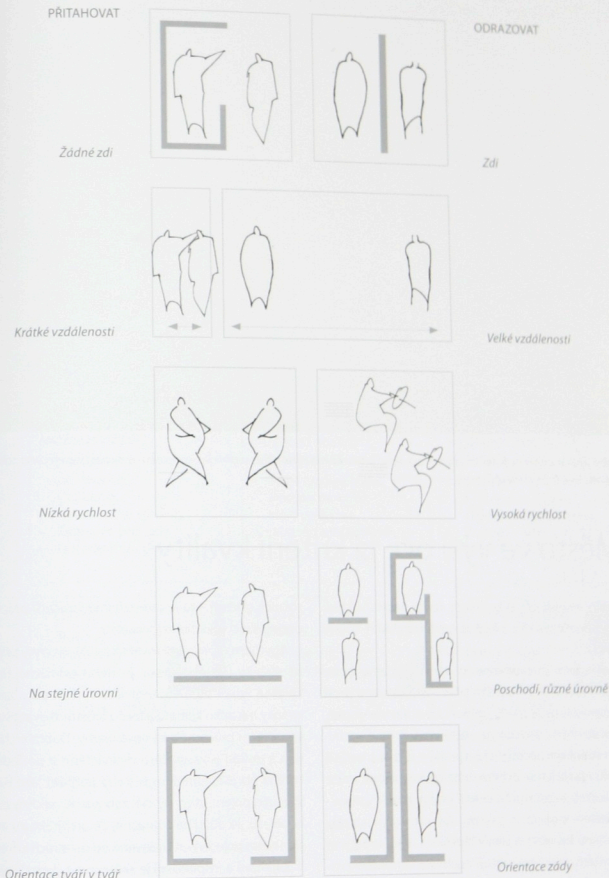 PŘITAHOVAT
ODRAZOVAT
Žádné zdi
Zdi
Krátké vzdálenosti
Velké vzdálenosti
Nízká rychlost
Vysoká rychlost
Na stejné úrovni
Poschodí, různé úrovně
Orientace tváří v tvář
Orientace zády